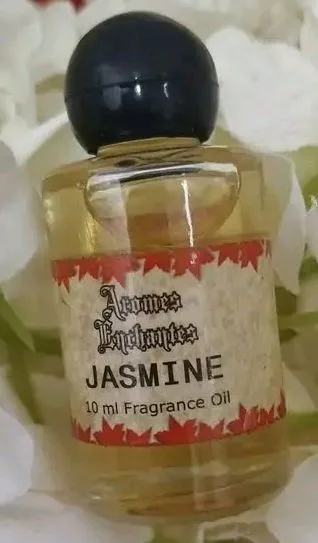 Aromes
Enchantes
JASMINE
10 ml Fragrance Oil